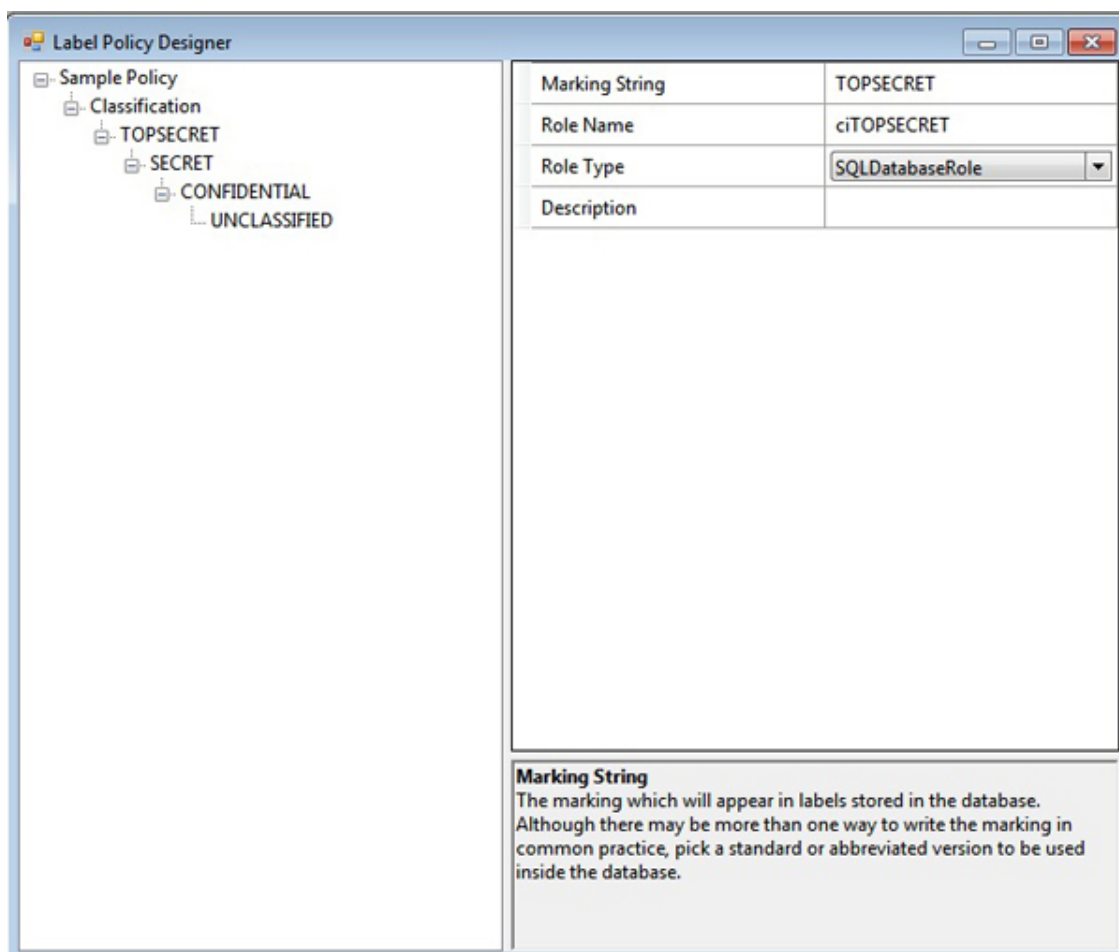 Label Policy Designer
Sample Policy
Classification
TOPSECRET
SECRET
CONFIDENTIAL
UNCLASSIFIED
Marking String TOPSECRET
Role Name ciTOPSECRET
Role Type SQLDatabaseRole
Description
Marking String
The marking which will appear in labels stored in the database.
Although there may be more than one way to write the marking in
common practice, pick a standard or abbreviated version to be used
inside the database.